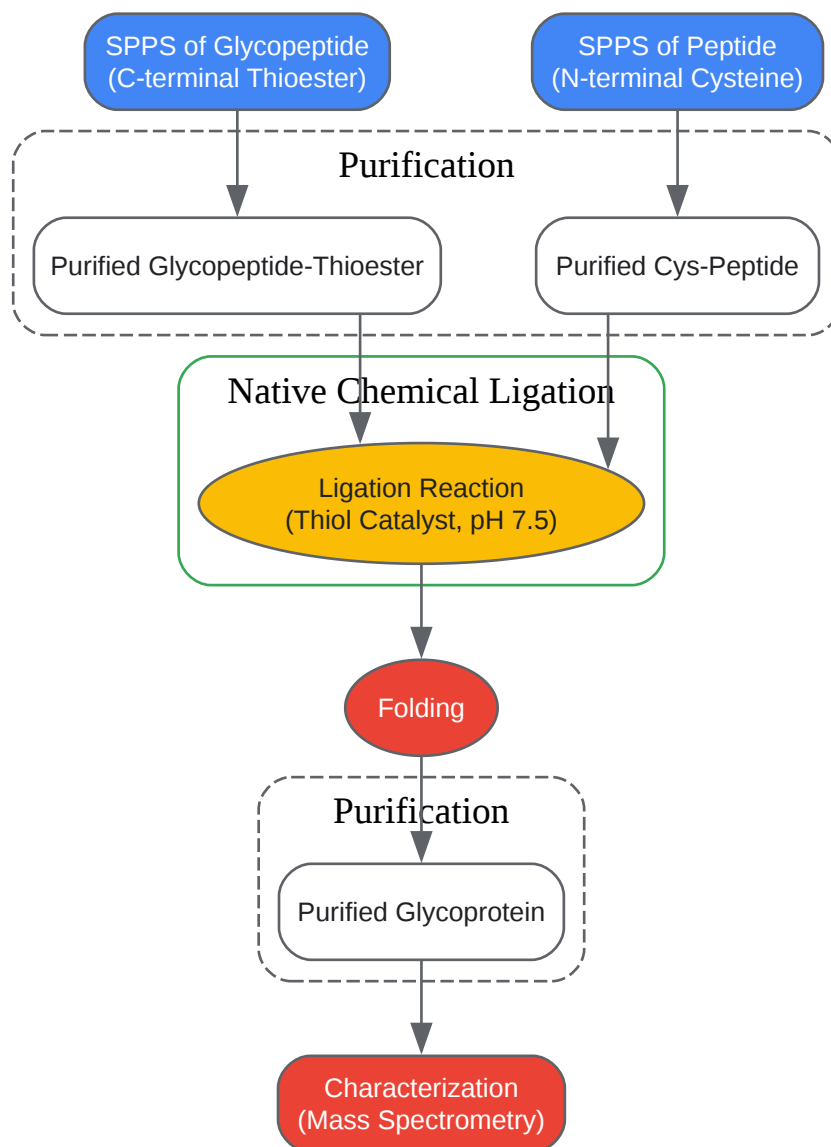 SPPS of Glycopeptide
(C-terminal Thioester)
SPPS of Peptide
(N-terminal Cysteine)
Purification
Purified Glycopeptide-Thioester
Purified Cys-Peptide
Native Chemical Ligation
Ligation Reaction
(Thiol Catalyst, pH 7.5)
Folding
Purification
Purified Glycoprotein
Characterization
(Mass Spectrometry)